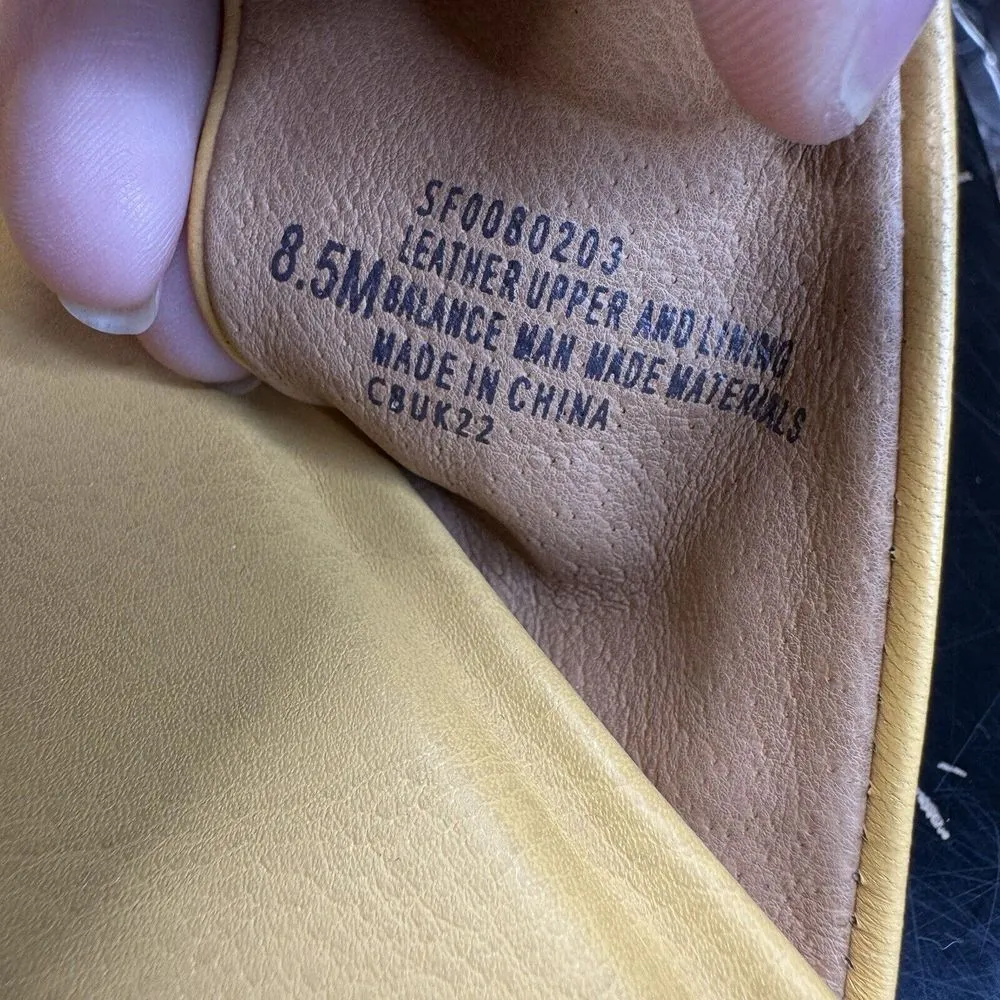 SF0080203
LEATHER UPPER AND LINING
8.5M BALANCE MAN MADE MATERIALS
MADE IN CHINA
CBUK22